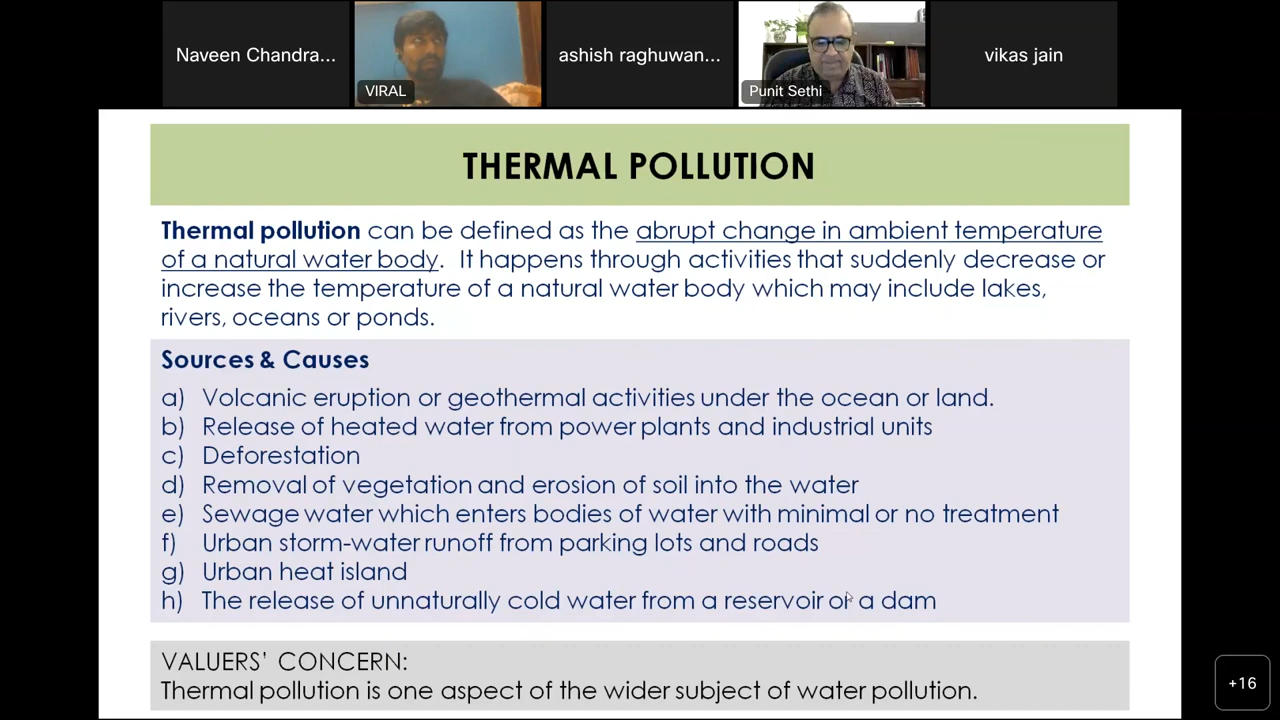 Naveen Chandra...
VIRAL
ashish raghuwan...
Punit Sethi
vikas jain
THERMAL POLLUTION
Thermal pollution can be defined as the abrupt change in ambient temperature
of a natural water body. It happens through activities that suddenly decrease or
increase the temperature of a natural water body which may include lakes,
rivers, oceans or ponds.
Sources & Causes
a) Volcanic eruption or geothermal activities under the ocean or land.
b) Release of heated water from power plants and industrial units
c) Deforestation
d) Removal of vegetation and erosion of soil into the water
e) Sewage water which enters bodies of water with minimal or no treatment
f) Urban storm-water runoff from parking lots and roads
g) Urban heat island
h) The release of unnaturally cold water from a reservoir or a dam
VALUERS' CONCERN:
Thermal pollution is one aspect of the wider subject of water pollution.
+16